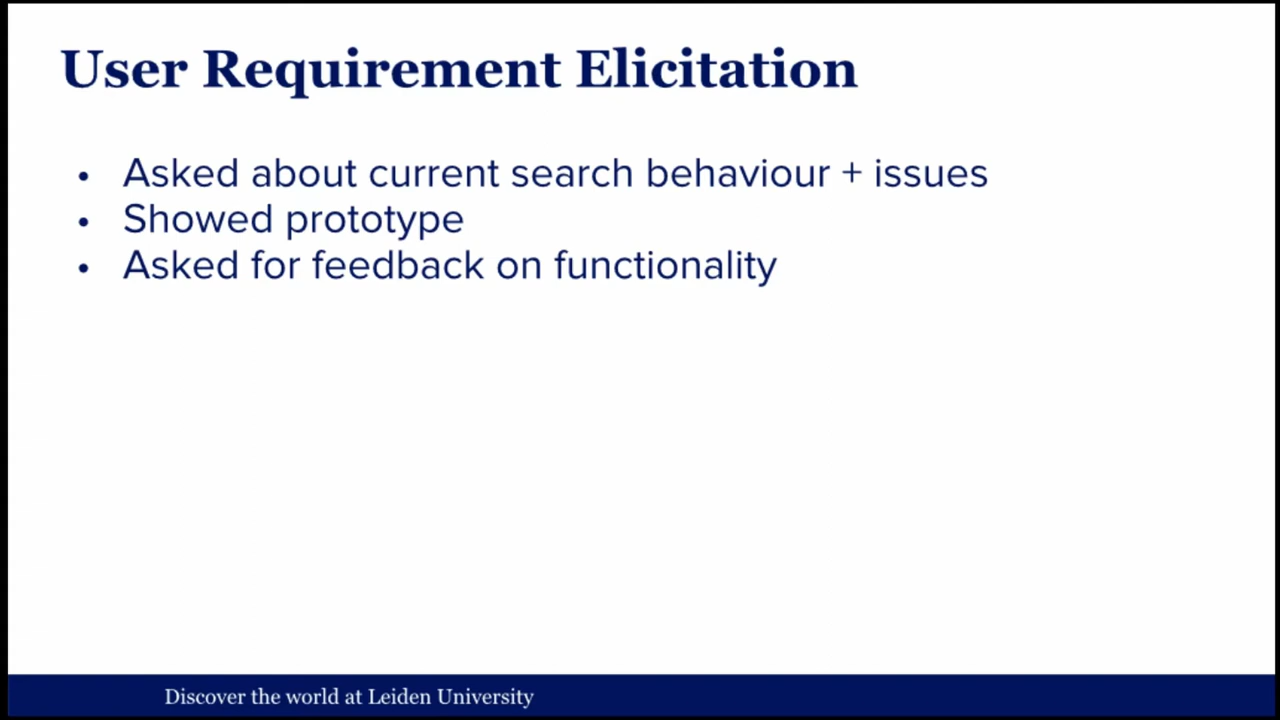 User Requirement Elicitation
• Asked about current search behaviour + issues
• Showed prototype
• Asked for feedback on functionality
Discover the world at Leiden University